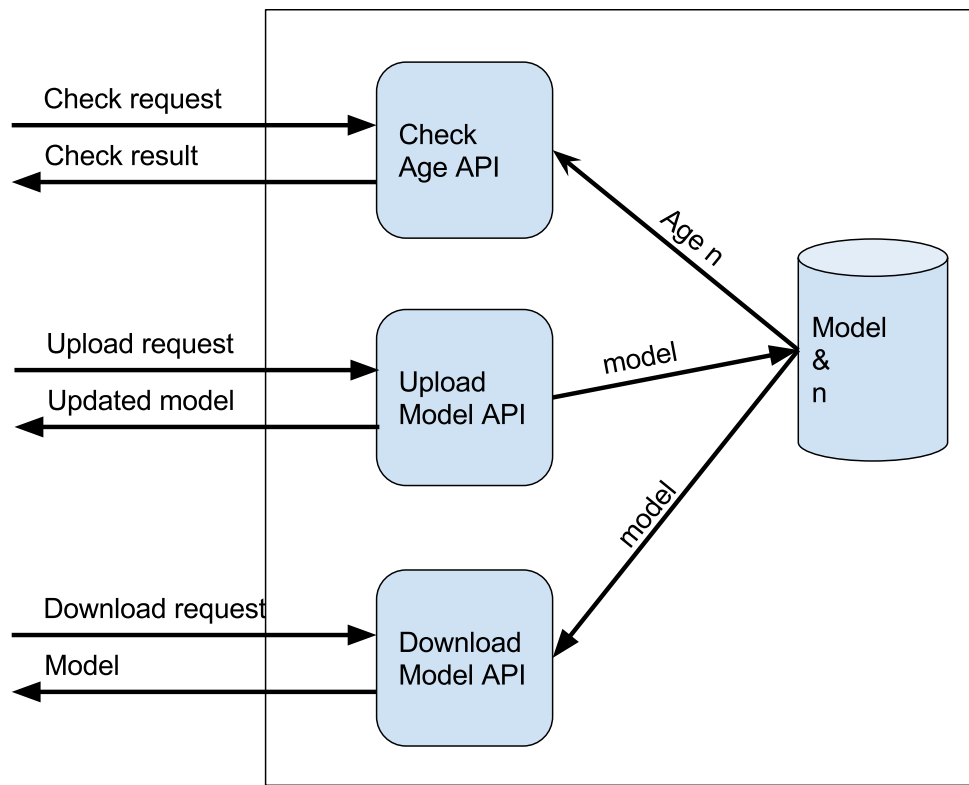 Check request
Check result
Check
Age API
Age n
Upload request
Updated model
Upload
Model API
model
Model
&
n
model
Download request
Model
Download
Model API